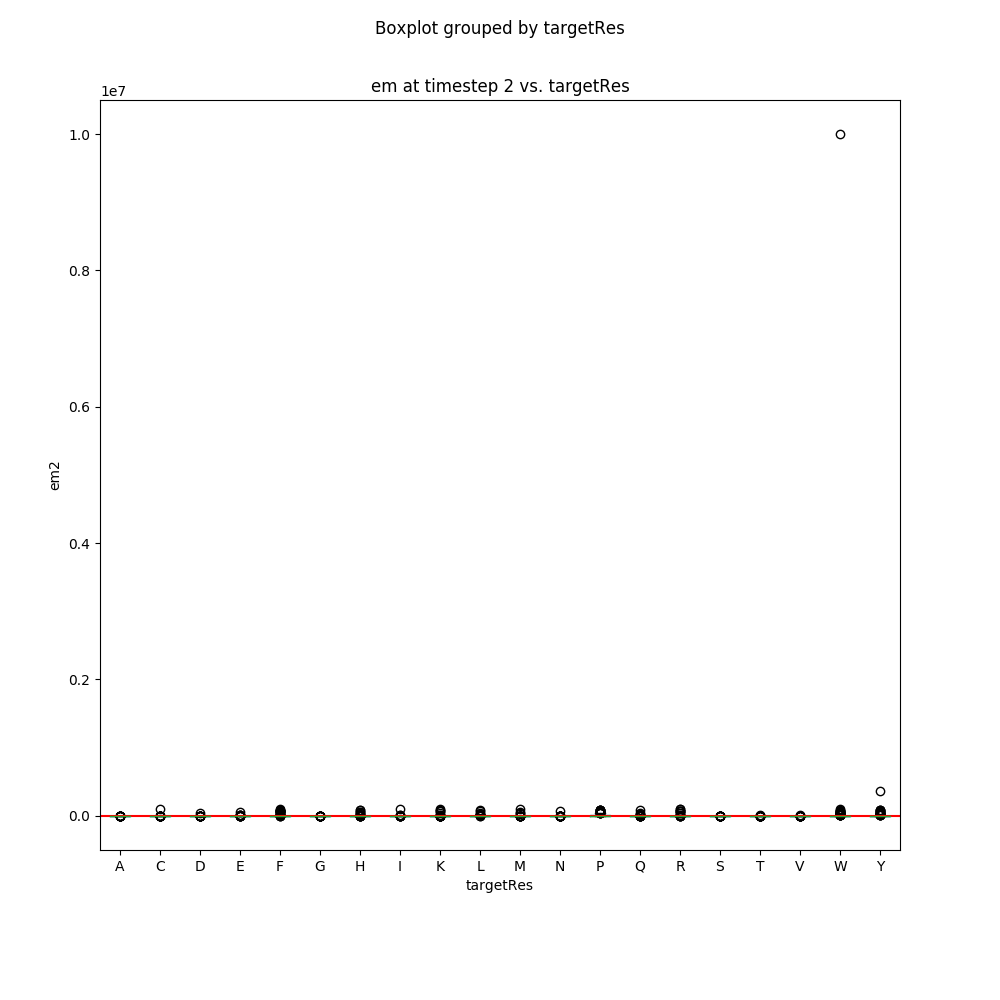 Boxplot grouped by targetRes
em at timestep 2 vs. targetRes
1e7
1.0
0.8
0.6
em2
0.4
0.2
0.0
A C D E F G H I K L M N P Q R S T V W Y
targetRes